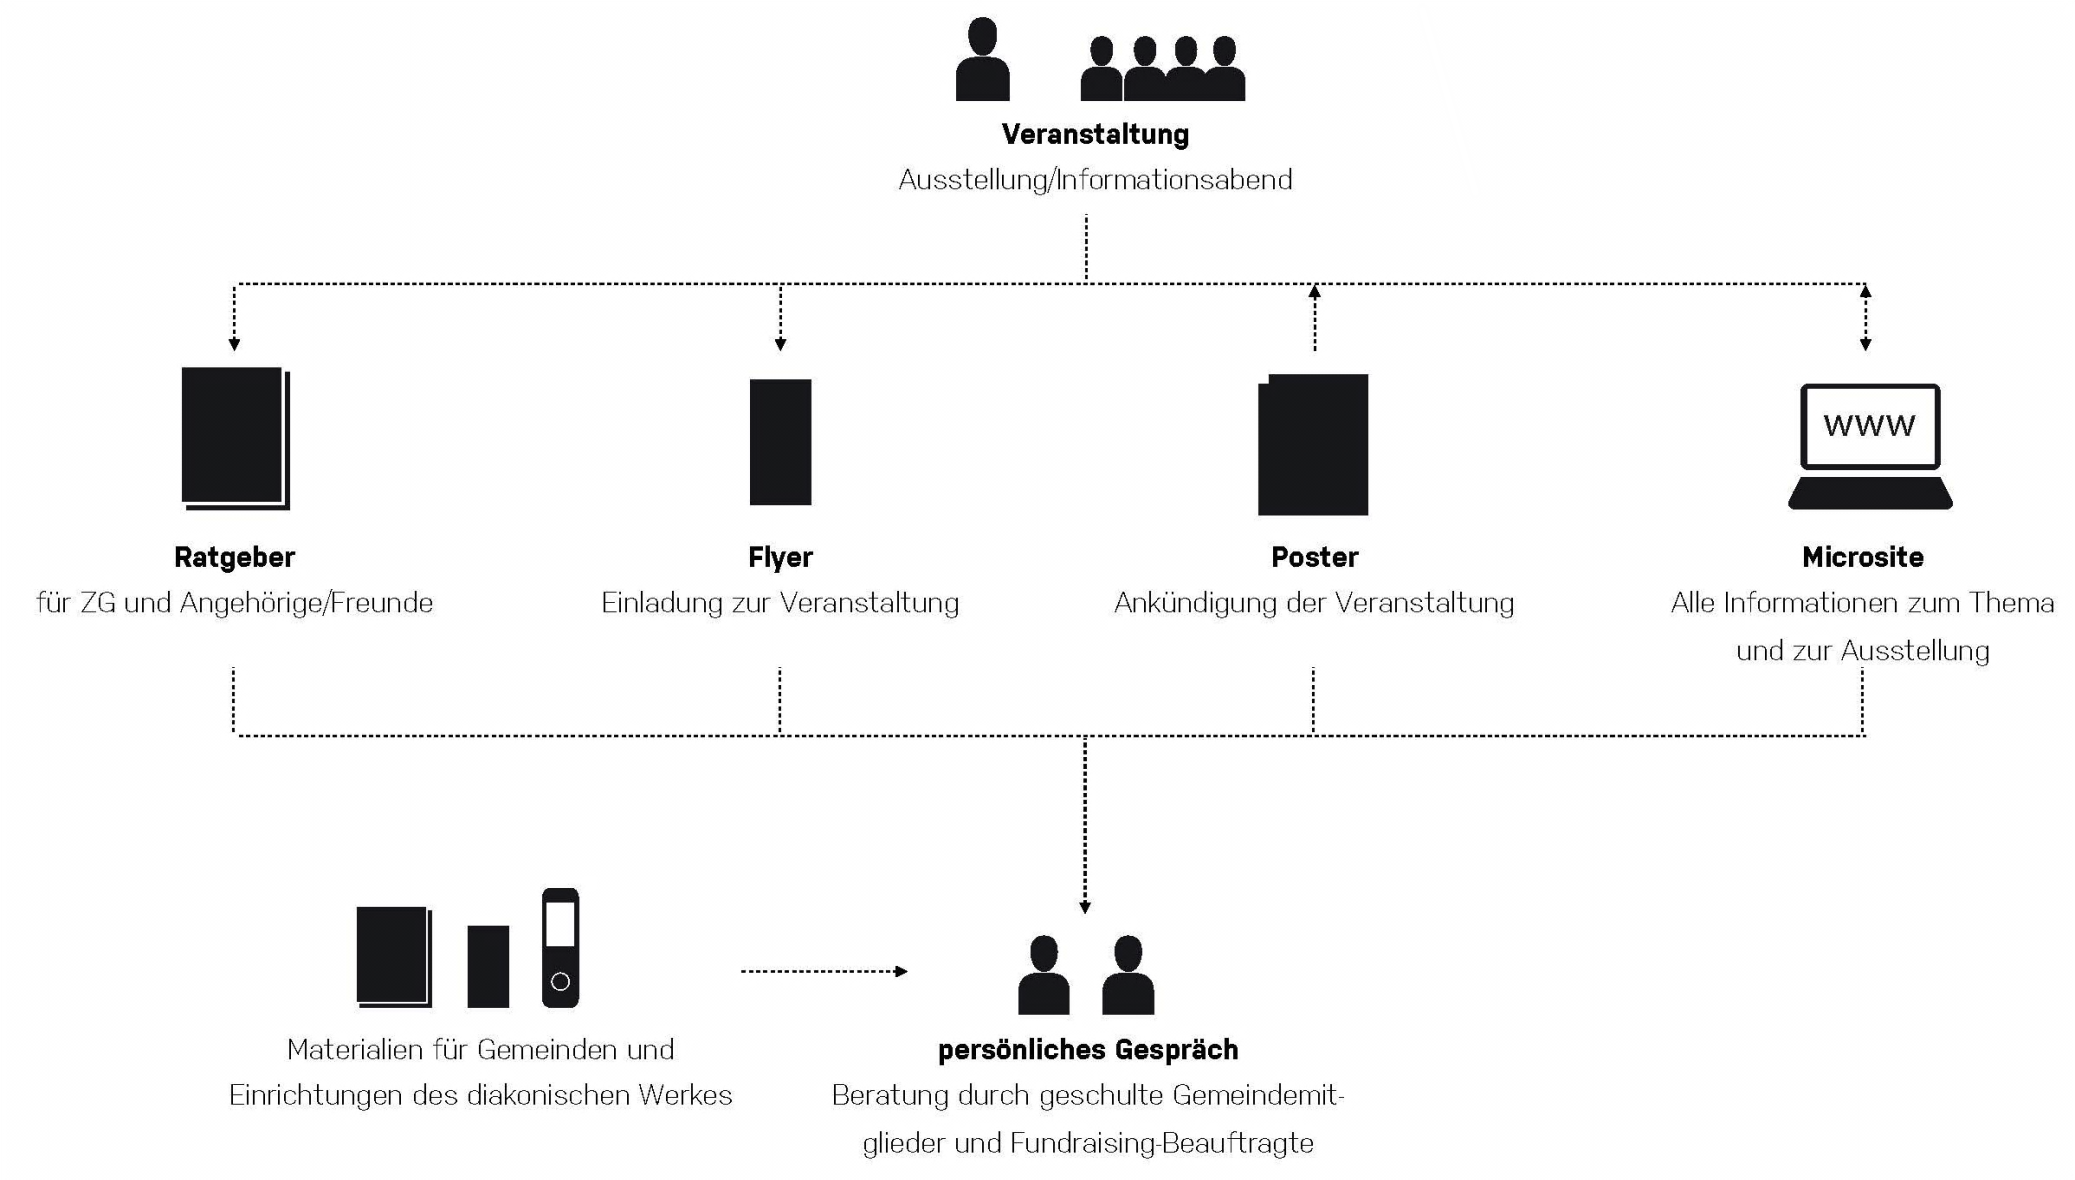 Veranstaltung
Ausstellung/Informationsabend
www
Ratgeber
für ZG und Angehörige/Freunde
Flyer
Einladung zur Veranstaltung
Poster
Ankündigung der Veranstaltung
Microsite
Alle Informationen zum Thema
und zur Ausstellung
Materialien für Gemeinden und
Einrichtungen des diakonischen Werkes
persönliches Gespräch
Beratung durch geschulte Gemeindemit-
glieder und Fundraising-Beauftragte